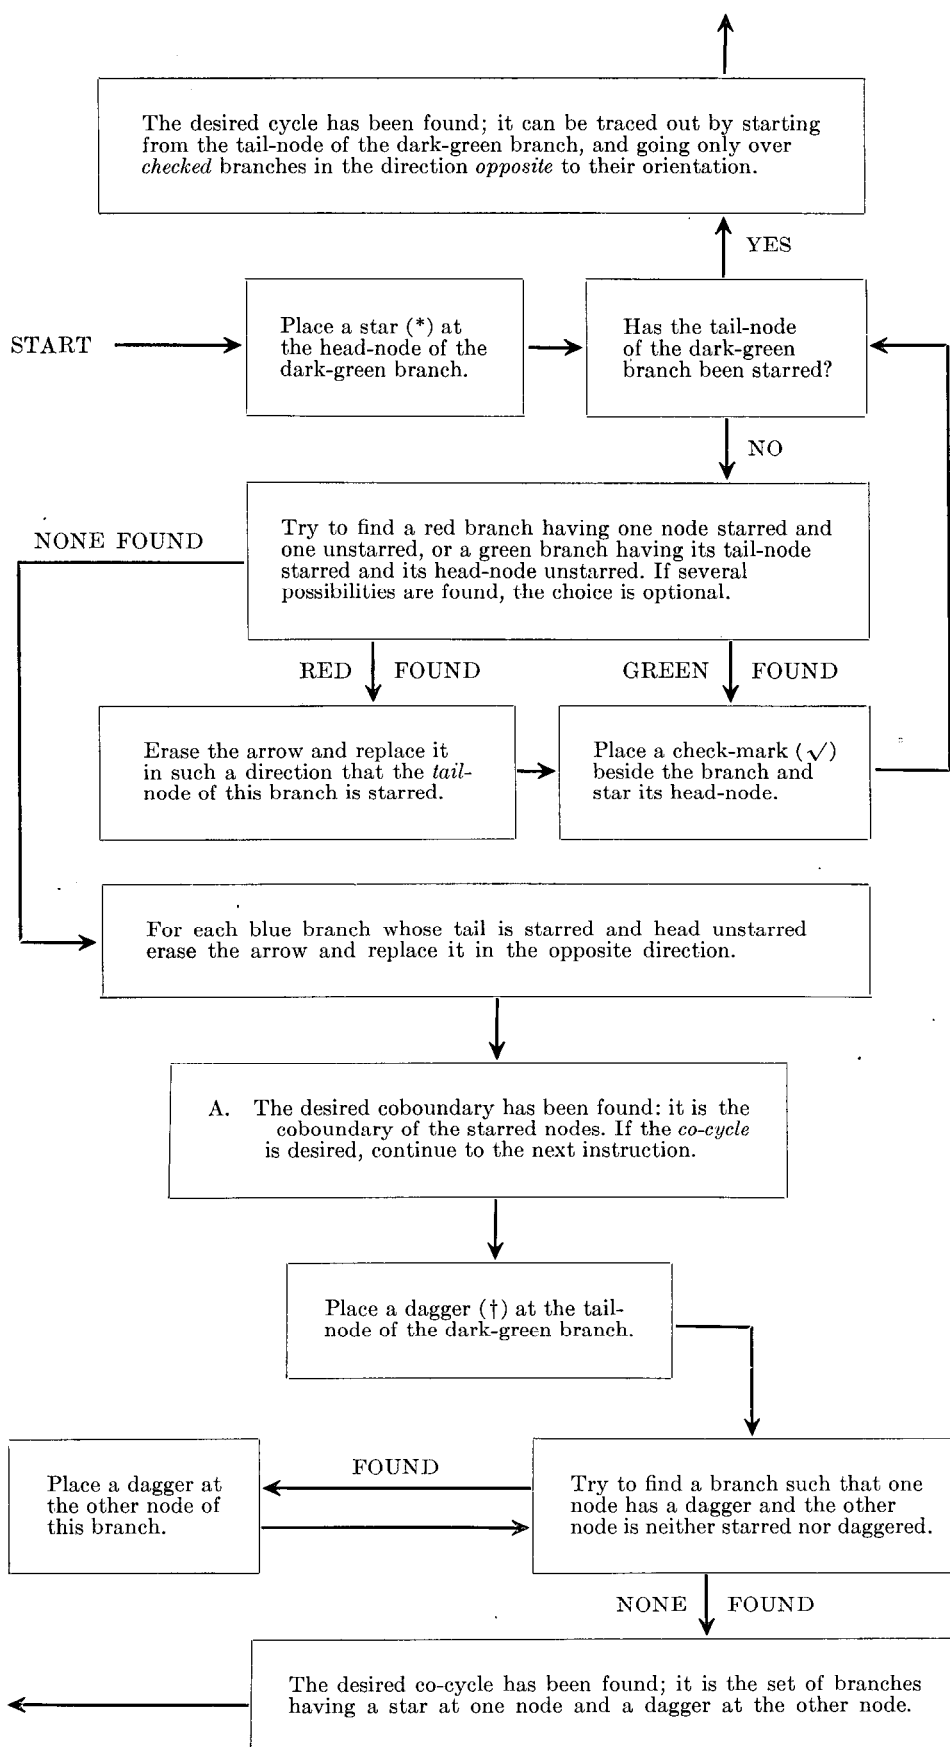 The desired cycle has been found; it can be traced out by starting
from the tail-node of the dark-green branch, and going only over
checked branches in the direction opposite to their orientation.
YES
START
Place a star (*) at
the head-node of the
dark-green branch.
Has the tail-node
of the dark-green
branch been starred?
NO
NONE FOUND
Try to find a red branch having one node starred and
one unstarred, or a green branch having its tail-node
starred and its head-node unstarred. If several
possibilities are found, the choice is optional.
RED FOUND
GREEN FOUND
Erase the arrow and replace it
in such a direction that the tail-
node of this branch is starred.
Place a check-mark (√)
beside the branch and
star its head-node.
For each blue branch whose tail is starred and head unstarred
erase the arrow and replace it in the opposite direction.
A. The desired coboundary has been found: it is the
coboundary of the starred nodes. If the co-cycle
is desired, continue to the next instruction.
Place a dagger (†) at the tail-
node of the dark-green branch.
FOUND
Place a dagger at
the other node of
this branch.
Try to find a branch such that one
node has a dagger and the other
node is neither starred nor daggered.
NONE FOUND
The desired co-cycle has been found; it is the set of branches
having a star at one node and a dagger at the other node.